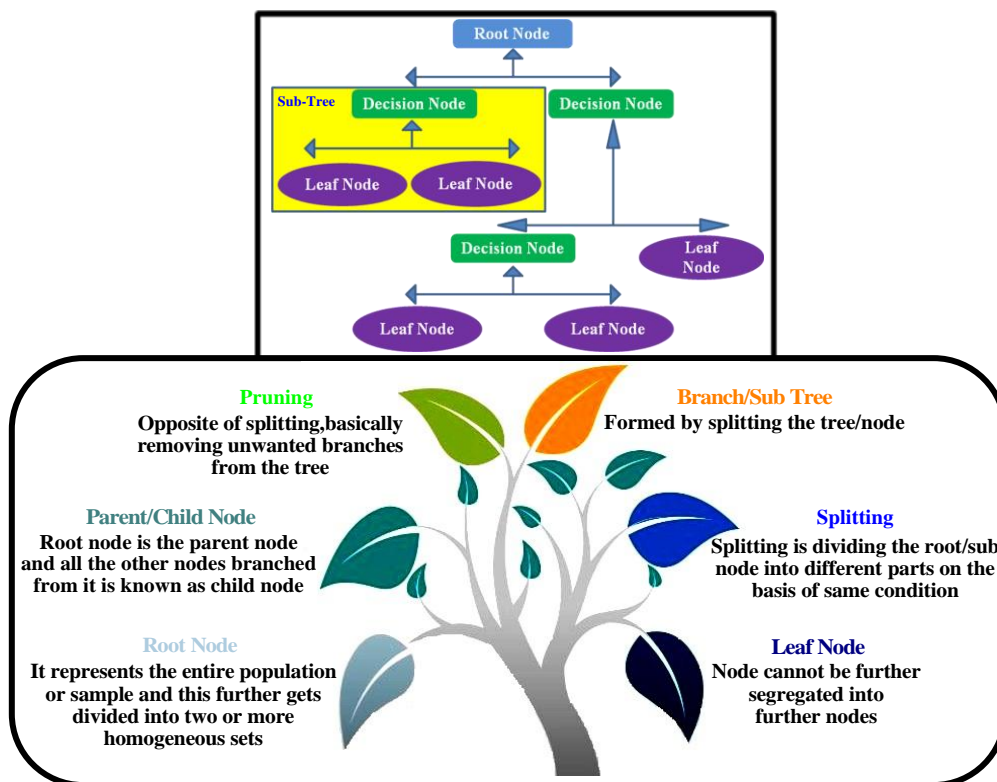 Root Node
Sub-Tree
Decision Node
Decision Node
Leaf Node
Leaf Node
Decision Node
Leaf
Node
Leaf Node
Leaf Node
Pruning
Opposite of splitting,basically
removing unwanted branches
from the tree
Branch/Sub Tree
Formed by splitting the tree/node
Parent/Child Node
Root node is the parent node
and all the other nodes branched
from it is known as child node
Splitting
Splitting is dividing the root/sub
node into different parts on the
basis of same condition
Root Node
It represents the entire population
or sample and this further gets
divided into two or more
homogeneous sets
Leaf Node
Node cannot be further
segregated into
further nodes